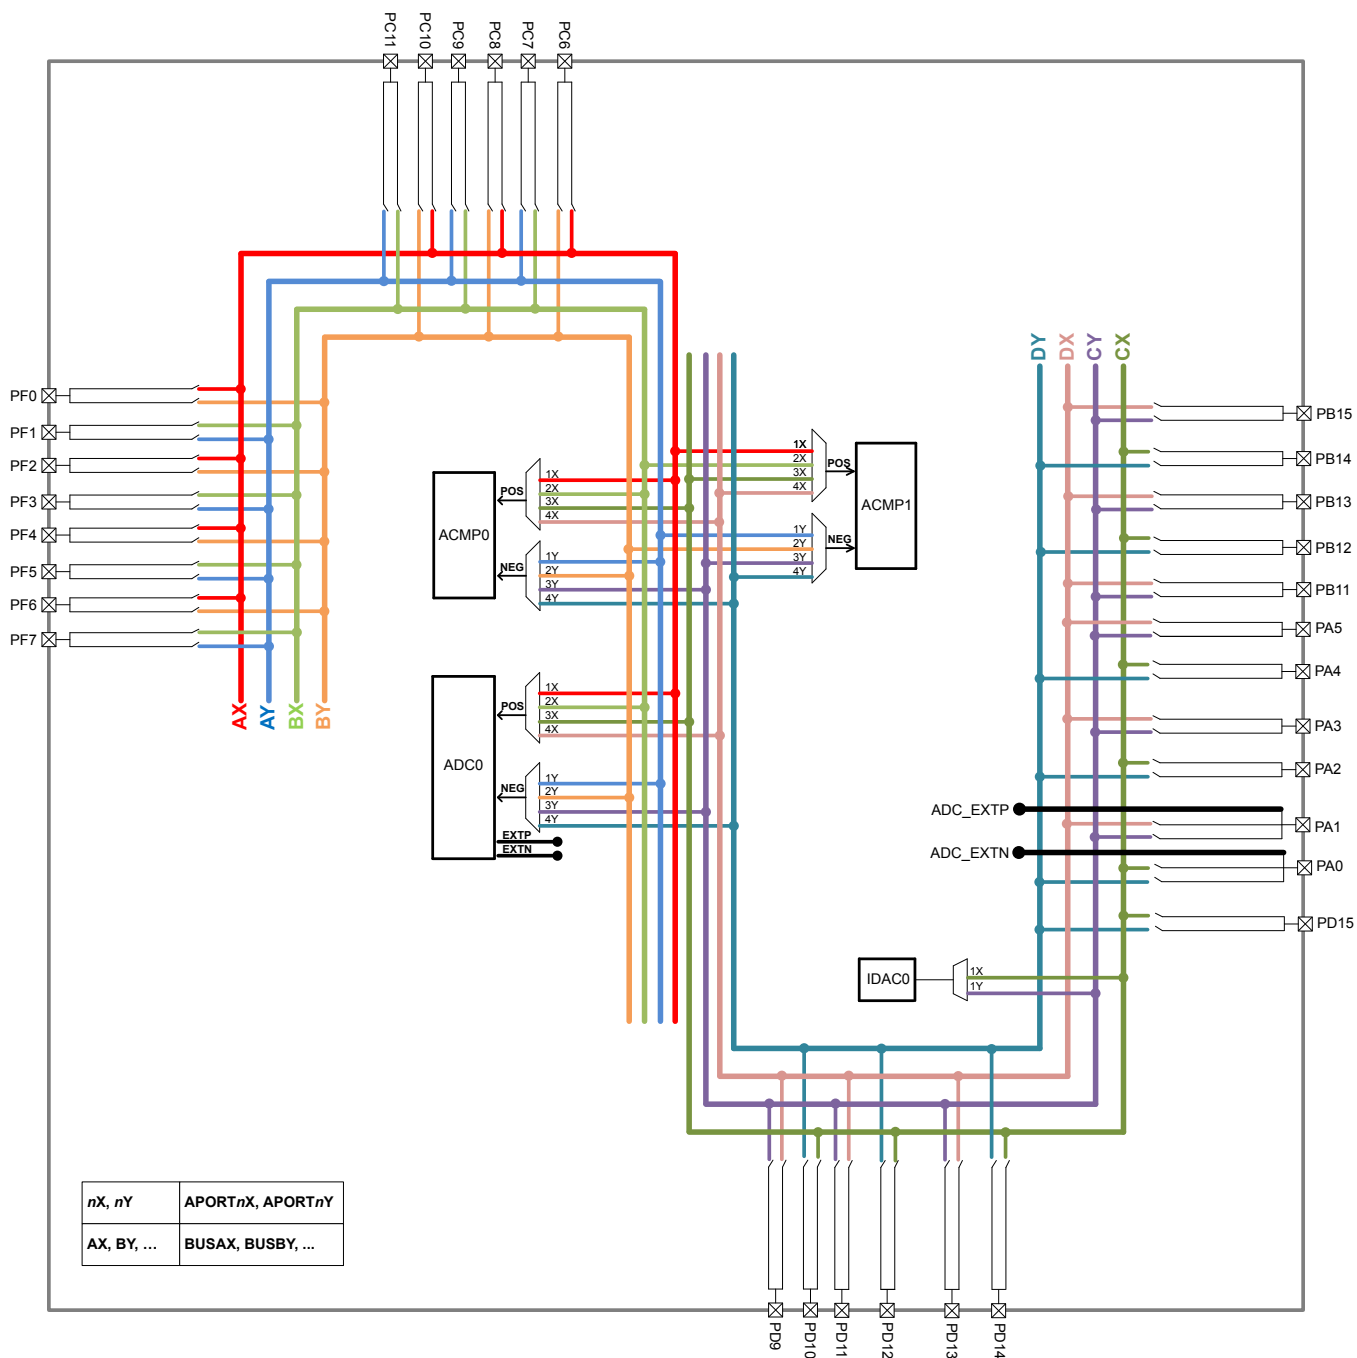 PC11
PC10
PC9
PC8
PC7
PC6
PF0
PF1
PF2
PF3
PF4
PF5
PF6
PF7
AX
AY
BX
BY
DY
DX
CY
CX
PB15
PB14
PB13
PB12
PB11
PA5
PA4
PA3
PA2
PA1
PA0
PD15
ACMP0
POS
1X
2X
3X
4X
NEG
1Y
2Y
3Y
4Y
1X
2X
3X
4X
POS
1Y
2Y
3Y
4Y
NEG
ACMP1
ADC0
POS
1X
2X
3X
4X
NEG
1Y
2Y
3Y
4Y
EXTP
EXTN
ADC_EXTP
ADC_EXTN
IDAC0
1X
1Y
nX, nY APORTnX, APORTnY
AX, BY, ... BUSAX, BUSBY, ...
PD9
PD10
PD11
PD12
PD13
PD14